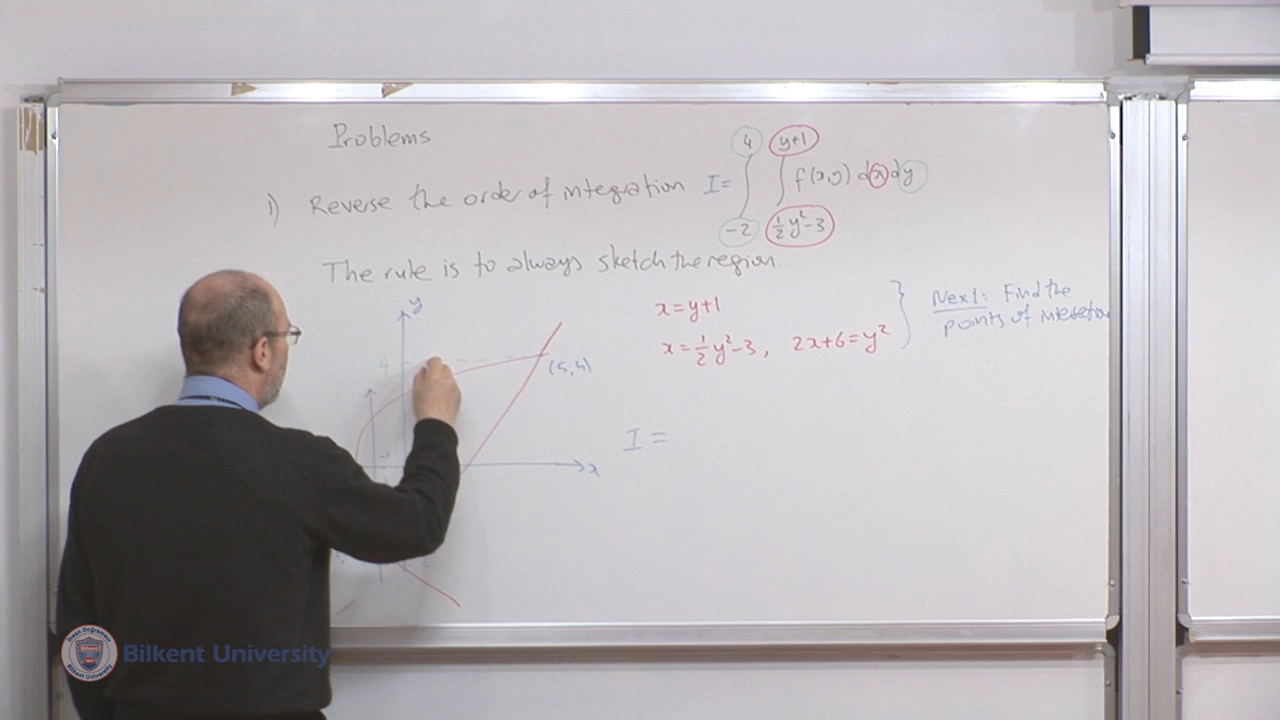 Problems
1) Reverse the order of integration I = ∫_{-2}^{4} ∫_{½y²-3}^{y+1} f(x,y) dx dy
The rule is to always sketch the region.
x = y+1
x = ½y²-3, 2x+6 = y²
Next: Find the
points of intersection
y
4
(5,4)
-1
x
I =
Bilkent University